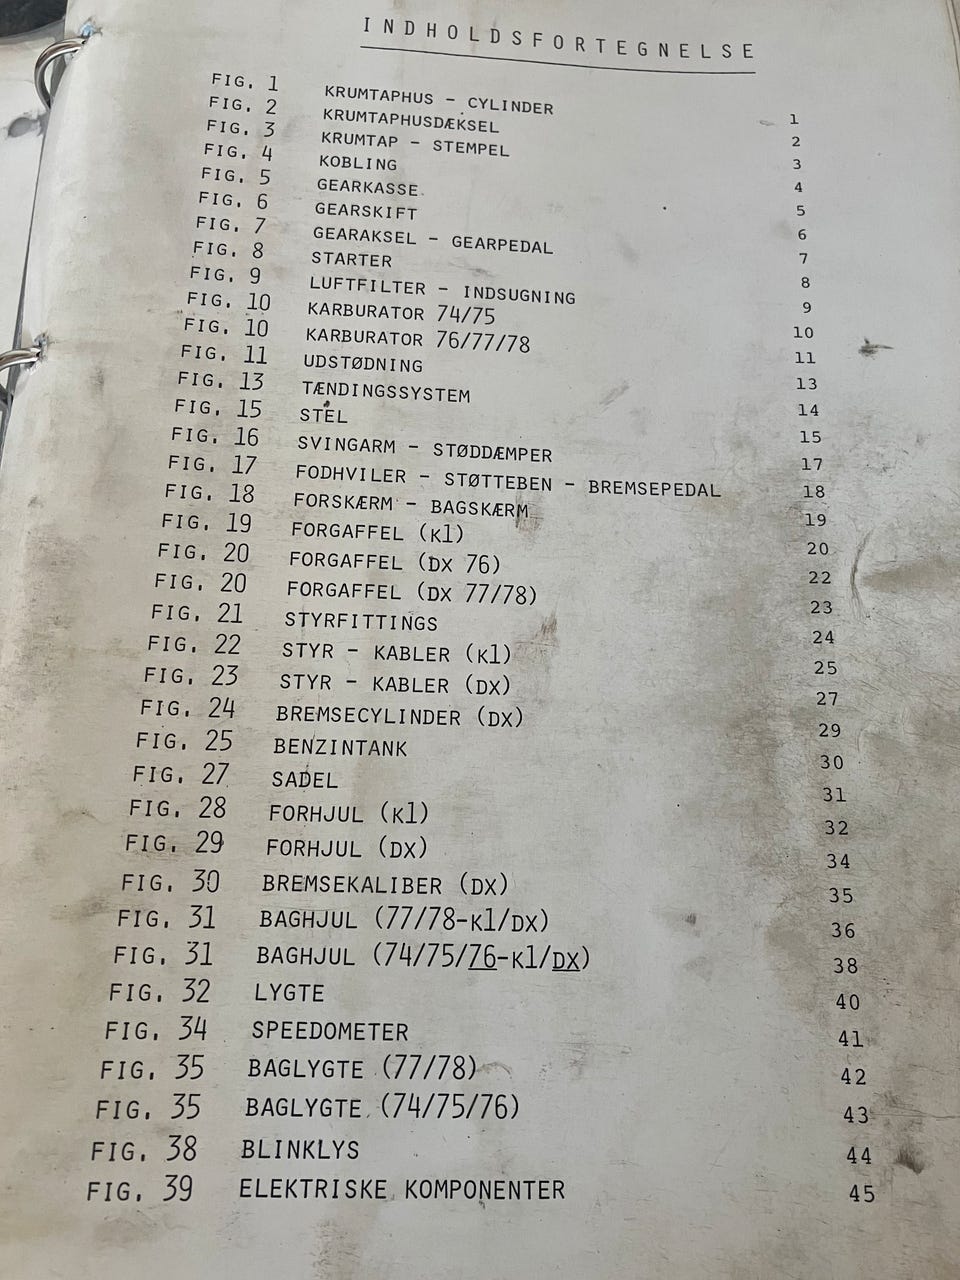 INDHOLDSFORTEGNELSE
FIG. 1 KRUMTAPHUS - CYLINDER 1
FIG. 2 KRUMTAPHUSDÆKSEL 2
FIG. 3 KRUMTAP - STEMPEL 3
FIG. 4 KOBLING 4
FIG. 5 GEARKASSE 5
FIG. 6 GEARSKIFT 6
FIG. 7 GEARAKSEL - GEARPEDAL 7
FIG. 8 STARTER 8
FIG. 9 LUFTFILTER - INDSUGNING 9
FIG. 10 KARBURATOR 74/75 10
FIG. 10 KARBURATOR 76/77/78 11
FIG. 11 UDSTØDNING 13
FIG. 13 TÆNDINGSSYSTEM 14
FIG. 15 STEL 15
FIG. 16 SVINGARM - STØDDÆMPER 17
FIG. 17 FODHVILER - STØTTEBEN - BREMSEPEDAL 18
FIG. 18 FORSKÆRM - BAGSKÆRM 19
FIG. 19 FORGAFFEL (K1) 20
FIG. 20 FORGAFFEL (DX 76) 22
FIG. 20 FORGAFFEL (DX 77/78) 23
FIG. 21 STYRFITTINGS 24
FIG. 22 STYR - KABLER (K1) 25
FIG. 23 STYR - KABLER (DX) 27
FIG. 24 BREMSECYLINDER (DX) 29
FIG. 25 BENZINTANK 30
FIG. 27 SADEL 31
FIG. 28 FORHJUL (K1) 32
FIG. 29 FORHJUL (DX) 34
FIG. 30 BREMSEKALIBER (DX) 35
FIG. 31 BAGHJUL (77/78-K1/DX) 36
FIG. 31 BAGHJUL (74/75/76-K1/DX) 38
FIG. 32 LYGTE 40
FIG. 34 SPEEDOMETER 41
FIG. 35 BAGLYGTE (77/78) 42
FIG. 35 BAGLYGTE (74/75/76) 43
FIG. 38 BLINKLYS 44
FIG. 39 ELEKTRISKE KOMPONENTER 45